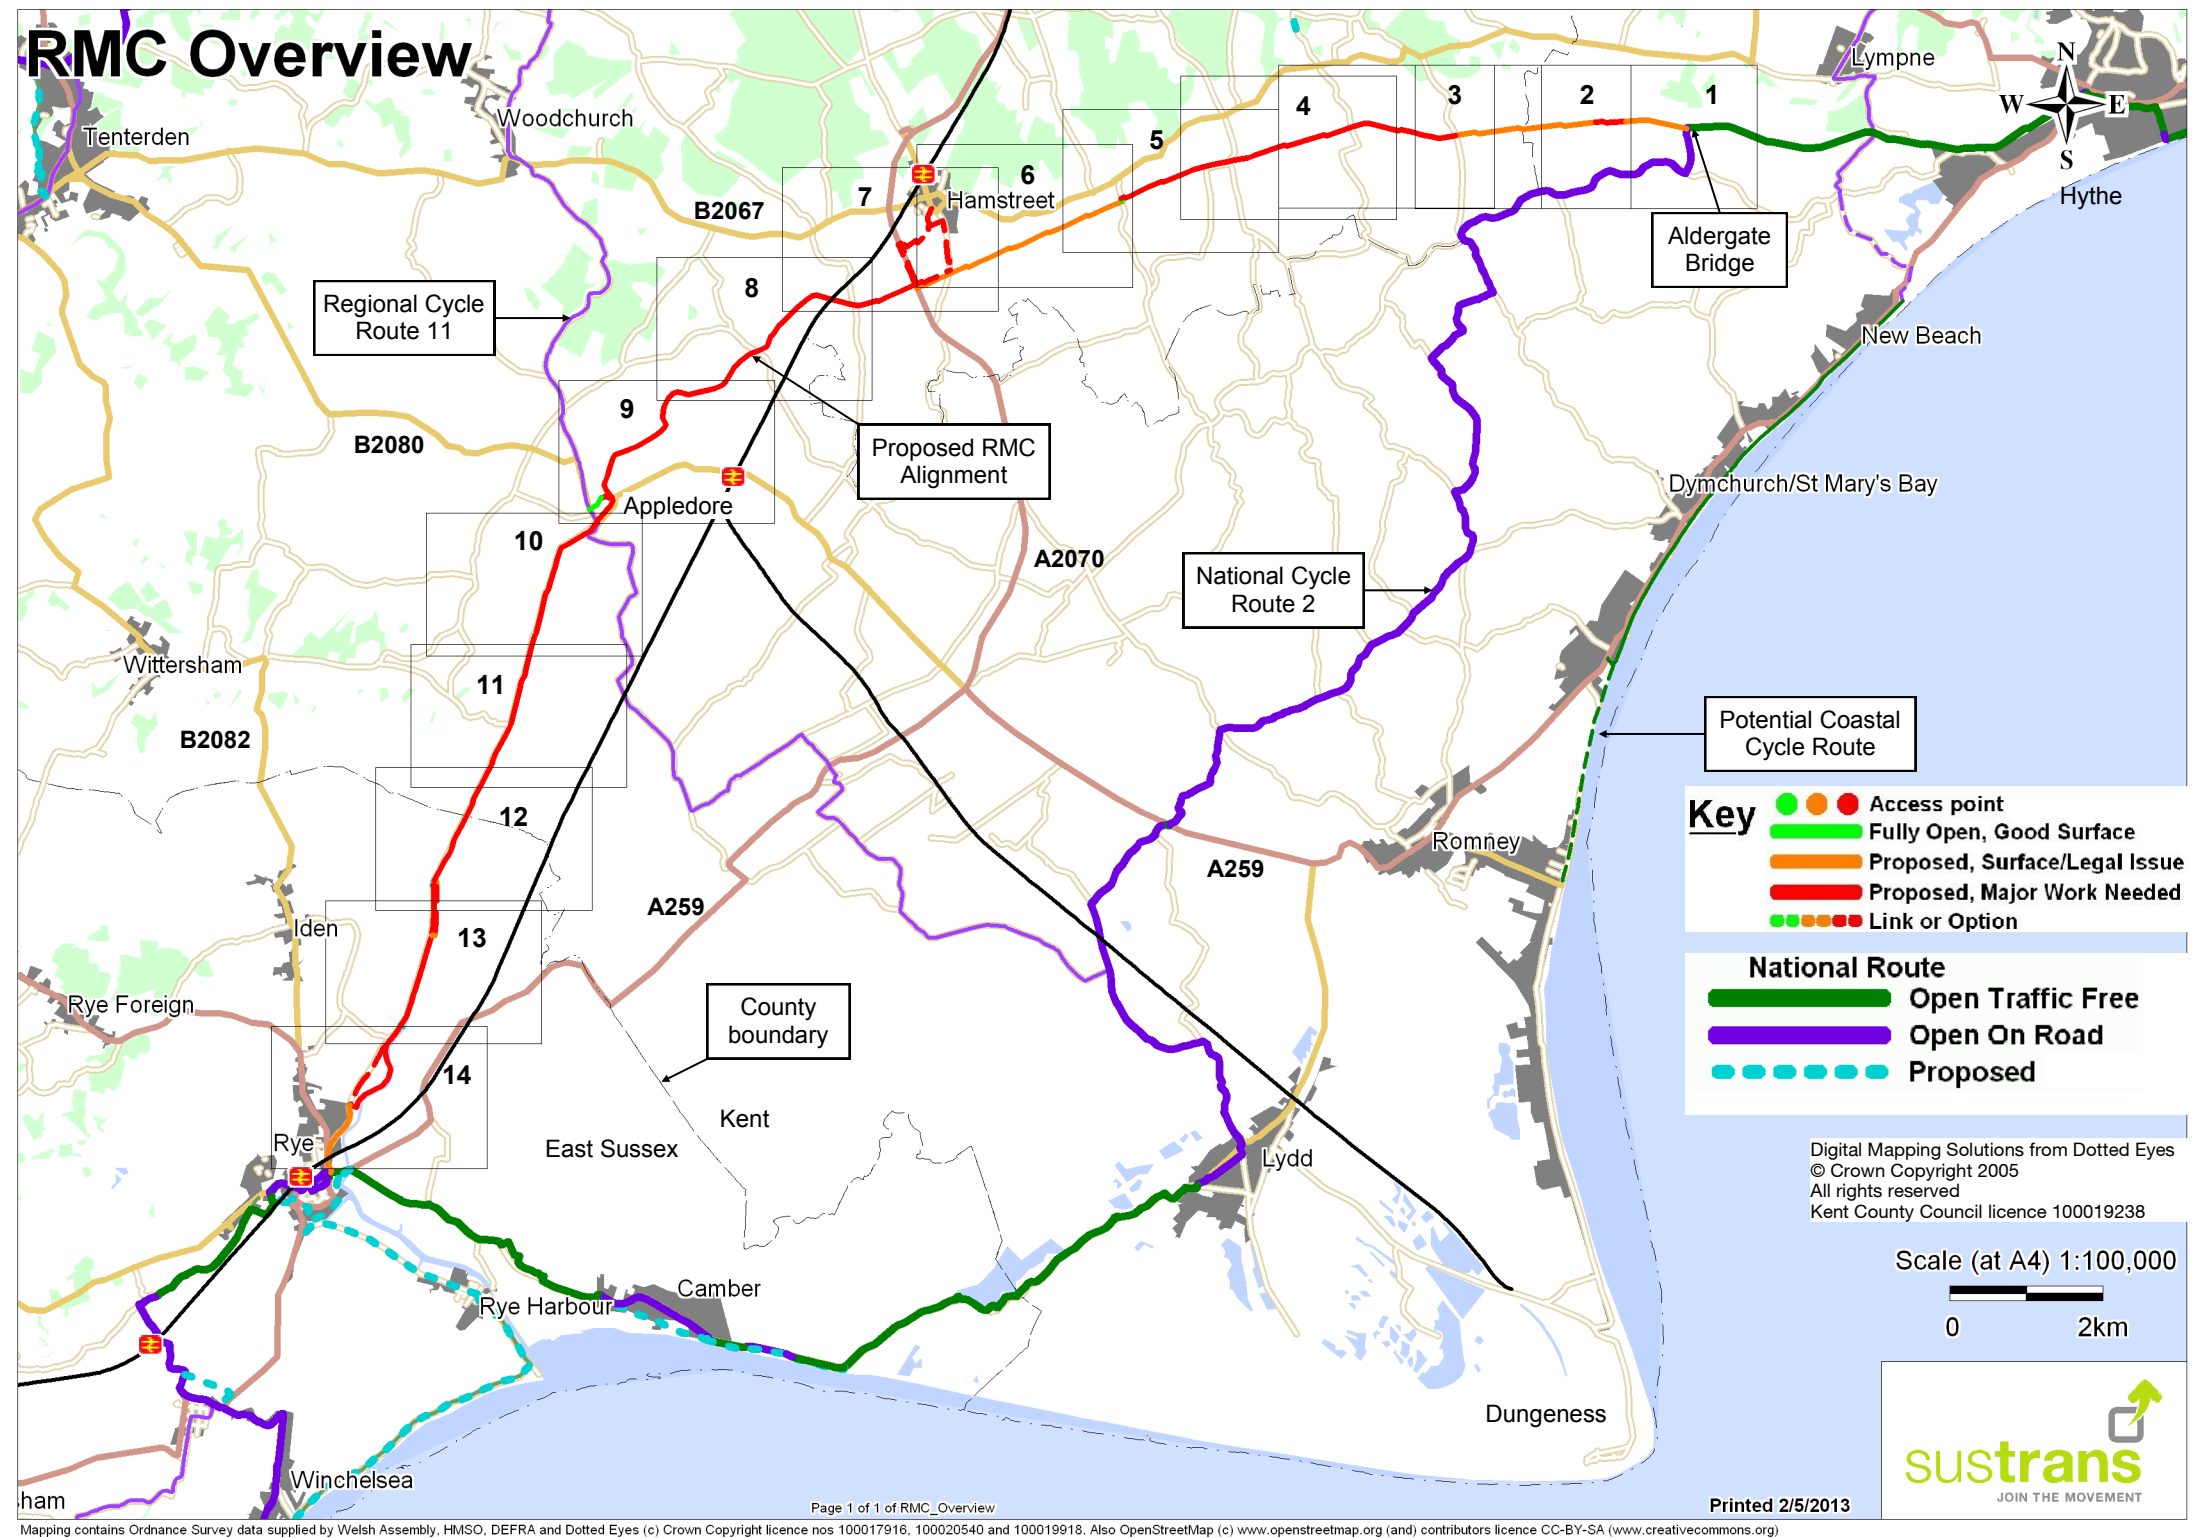 RMC Overview
Tenterden
Woodchurch
Lympne
N
W
E
S
Hythe
1
2
3
4
5
6
7
8
9
10
11
12
13
14
Hamstreet
B2067
Aldergate
Bridge
Regional Cycle
Route 11
New Beach
B2080
Proposed RMC
Alignment
Appledore
Dymchurch/St Mary's Bay
A2070
National Cycle
Route 2
Wittersham
B2082
Potential Coastal
Cycle Route
Key
Access point
Fully Open, Good Surface
Proposed, Surface/Legal Issue
Proposed, Major Work Needed
Link or Option
National Route
Open Traffic Free
Open On Road
Proposed
Romney
A259
A259
Iden
Rye Foreign
County
boundary
Kent
East Sussex
Rye
Lydd
Digital Mapping Solutions from Dotted Eyes
© Crown Copyright 2005
All rights reserved
Kent County Council licence 100019238
Scale (at A4) 1:100,000
0
2km
Camber
Rye Harbour
Dungeness
Winchelsea
ham
sustrans
JOIN THE MOVEMENT
Page 1 of 1 of RMC_Overview
Printed 2/5/2013
Mapping contains Ordnance Survey data supplied by Welsh Assembly, HMSO, DEFRA and Dotted Eyes (c) Crown Copyright licence nos 100017916, 100020540 and 100019918. Also OpenStreetMap (c) www.openstreetmap.org (and) contributors licence CC-BY-SA (www.creativecommons.org)